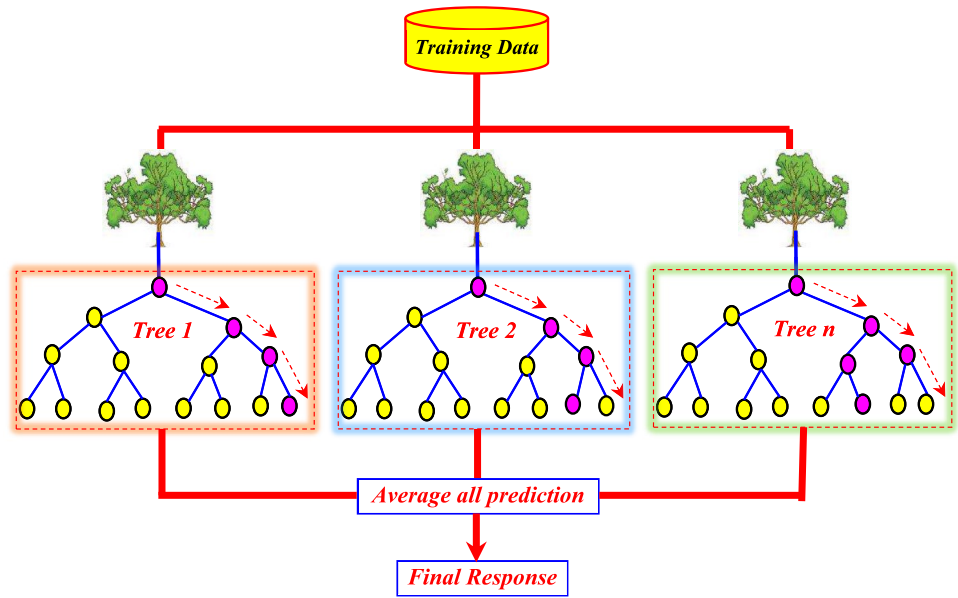 Training Data
Tree 1
Tree 2
Tree n
Average all prediction
Final Response